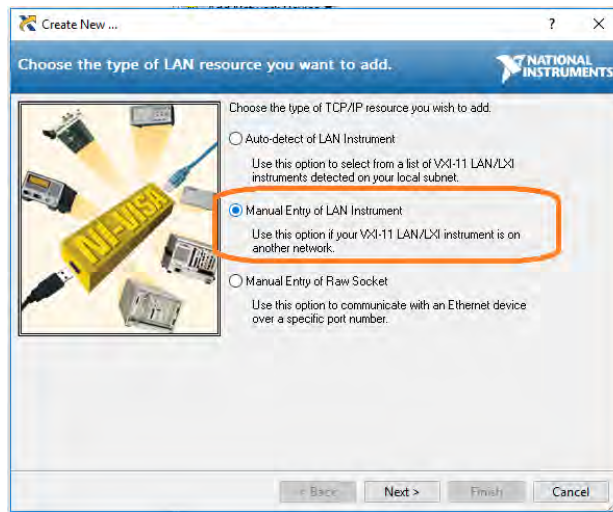 Create New ...
?
Choose the type of LAN resource you want to add.
NATIONAL
INSTRUMENTS
NI-VISA
Choose the type of TCP/IP resource you wish to add.
Auto-detect of LAN Instrument
Use this option to select from a list of VXI-11 LAN/LXI
instruments detected on your local subnet.
Manual Entry of LAN Instrument
Use this option if your VXI-11 LAN/LXI instrument is on
another network.
Manual Entry of Raw Socket
Use this option to communicate with an Ethernet device
over a specific port number.
< Back
Next >
Finish
Cancel